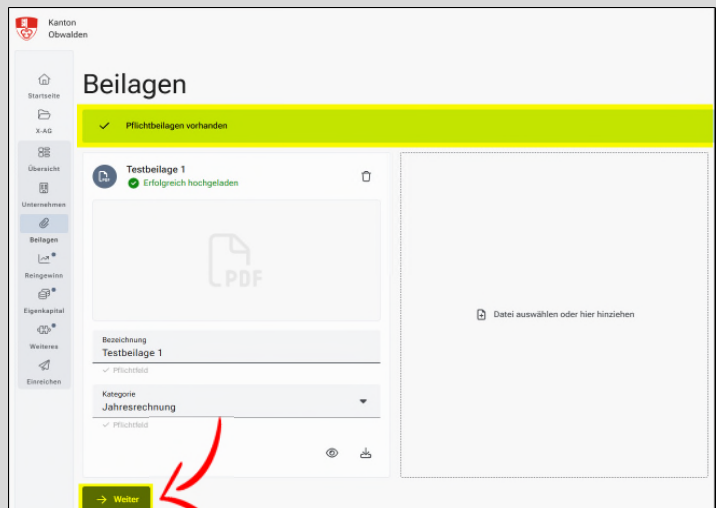 Kanton
Obwalden
Startseite
X-AG
Übersicht
Unternehmen
Beilagen
Reingewinn
Eigenkapital
Weiteres
Einreichen
Beilagen
Pflichtbeilagen vorhanden
Testbeilage 1
Erfolgreich hochgeladen
PDF
Bezeichnung
Testbeilage 1
Pflichtfeld
Kategorie
Jahresrechnung
Pflichtfeld
Datei auswählen oder hier hinziehen
Weiter